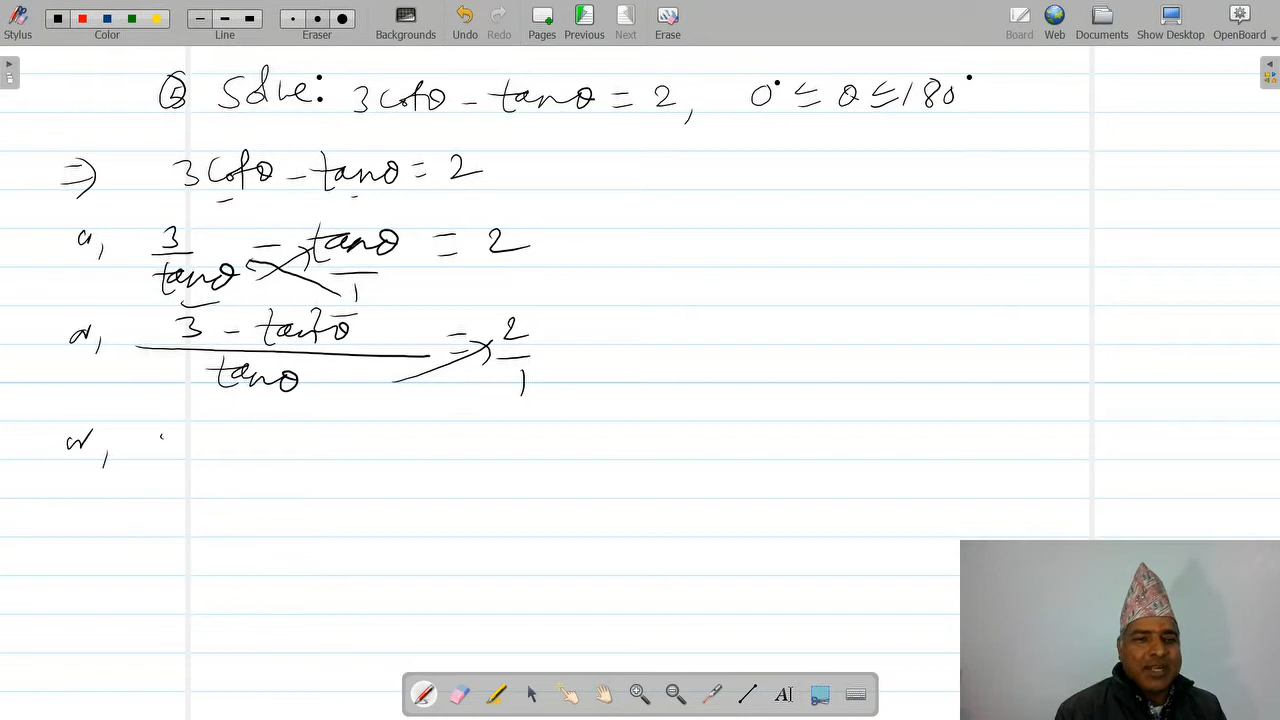 Stylus Color Line Eraser Backgrounds Undo Redo Pages Previous Next Erase Board Web Documents Show Desktop OpenBoard
⑤ Solve: 3cotθ - tanθ = 2, 0° ≤ θ ≤ 180°
⇒ 3cotθ - tanθ = 2
or, 3/tanθ - tanθ/1 = 2
or, (3 - tan²θ)/tanθ = 2/1
or,